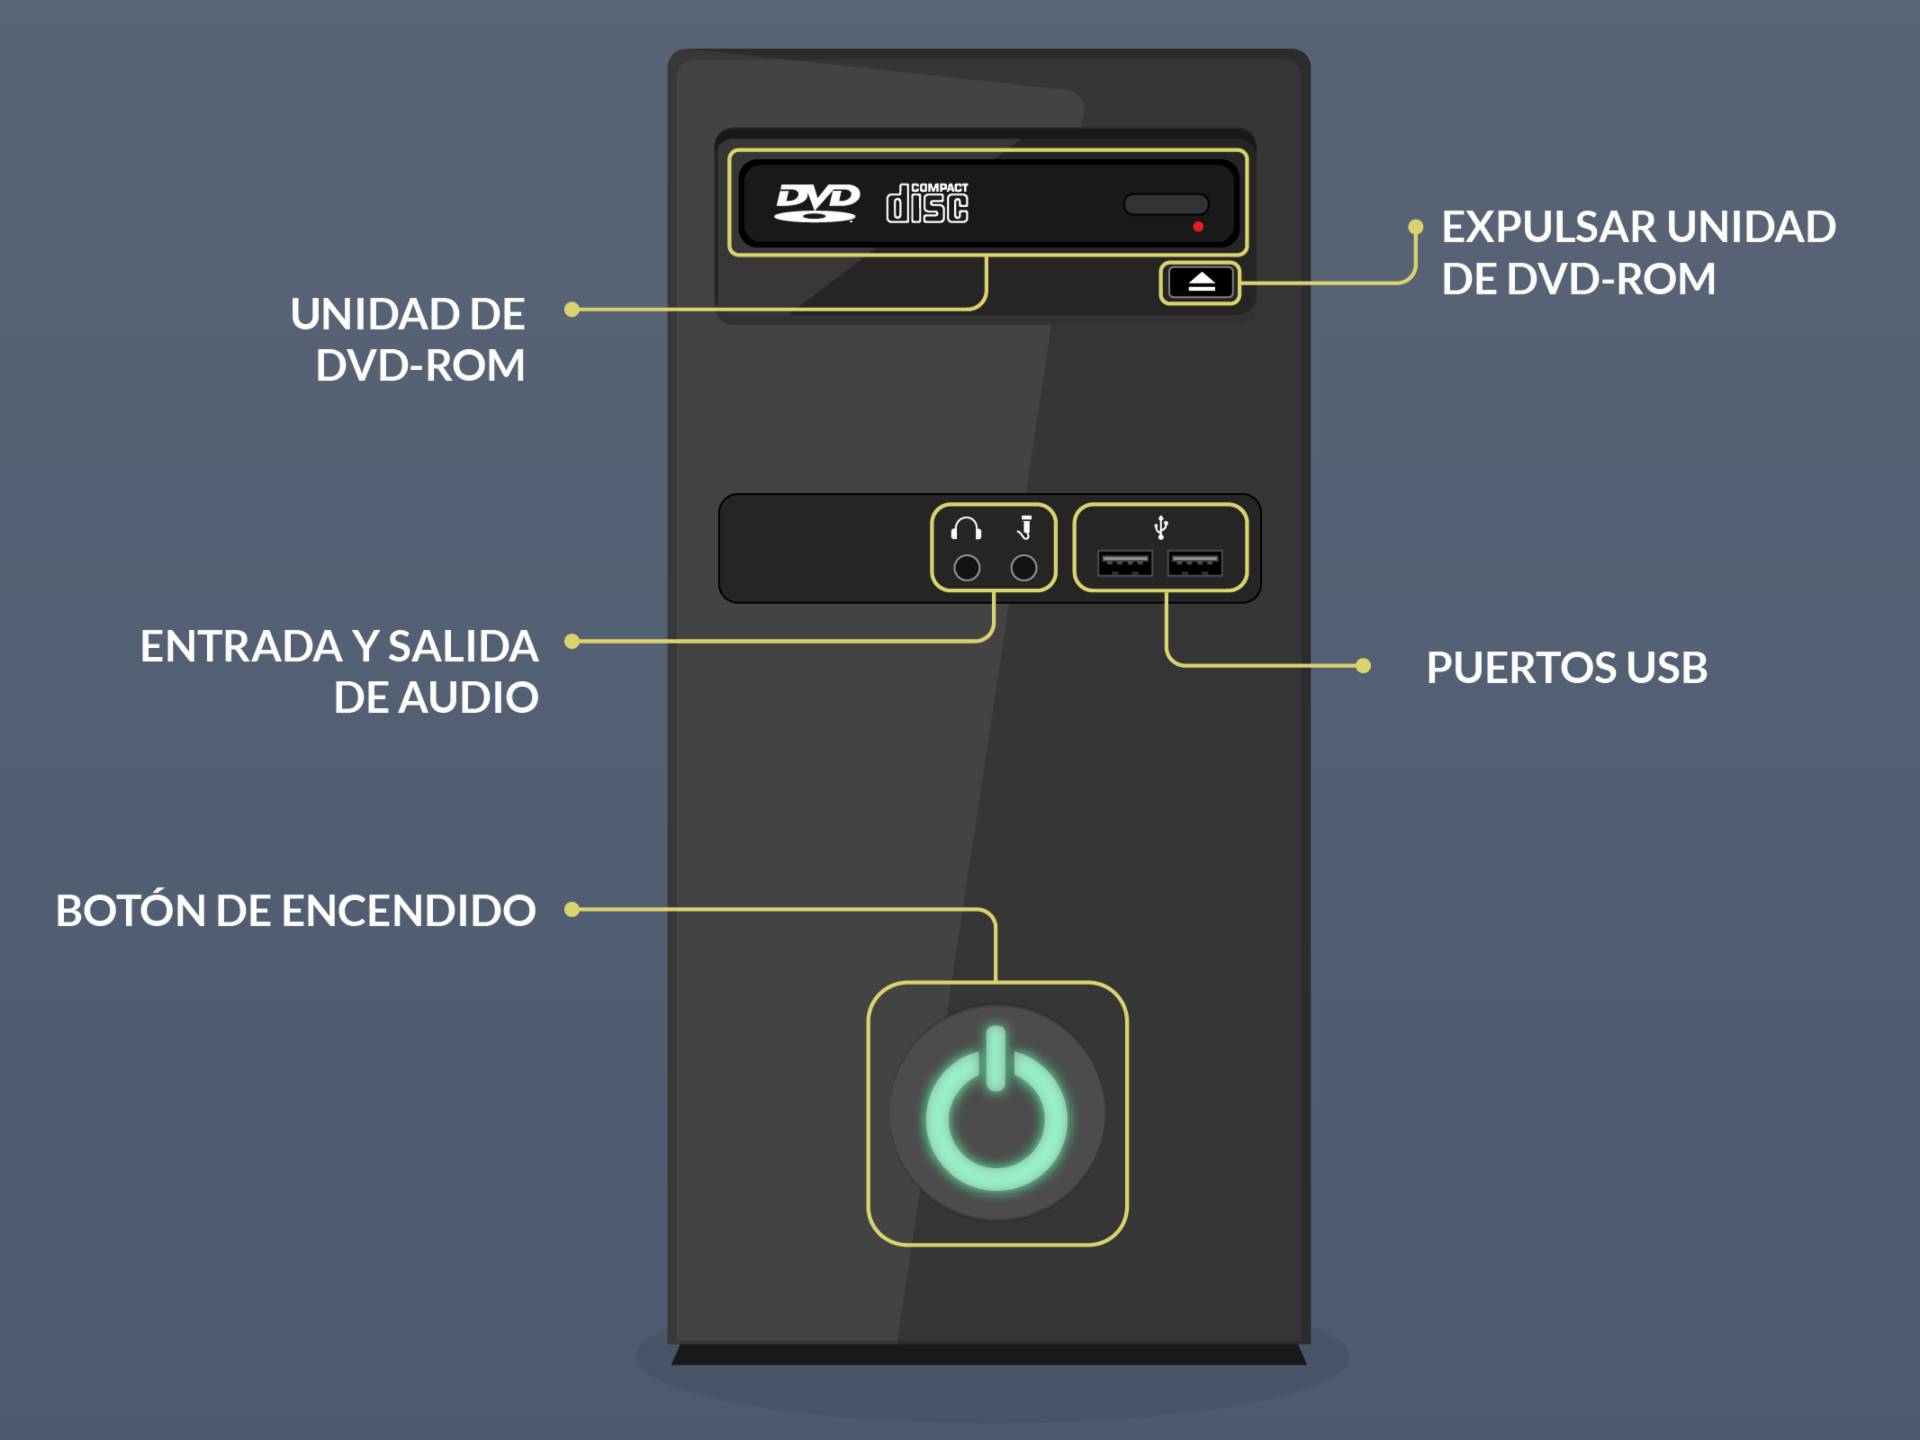 DVD
COMPACT
disc
EXPULSAR UNIDAD
DE DVD-ROM
UNIDAD DE
DVD-ROM
ENTRADA Y SALIDA
DE AUDIO
PUERTOS USB
BOTÓN DE ENCENDIDO